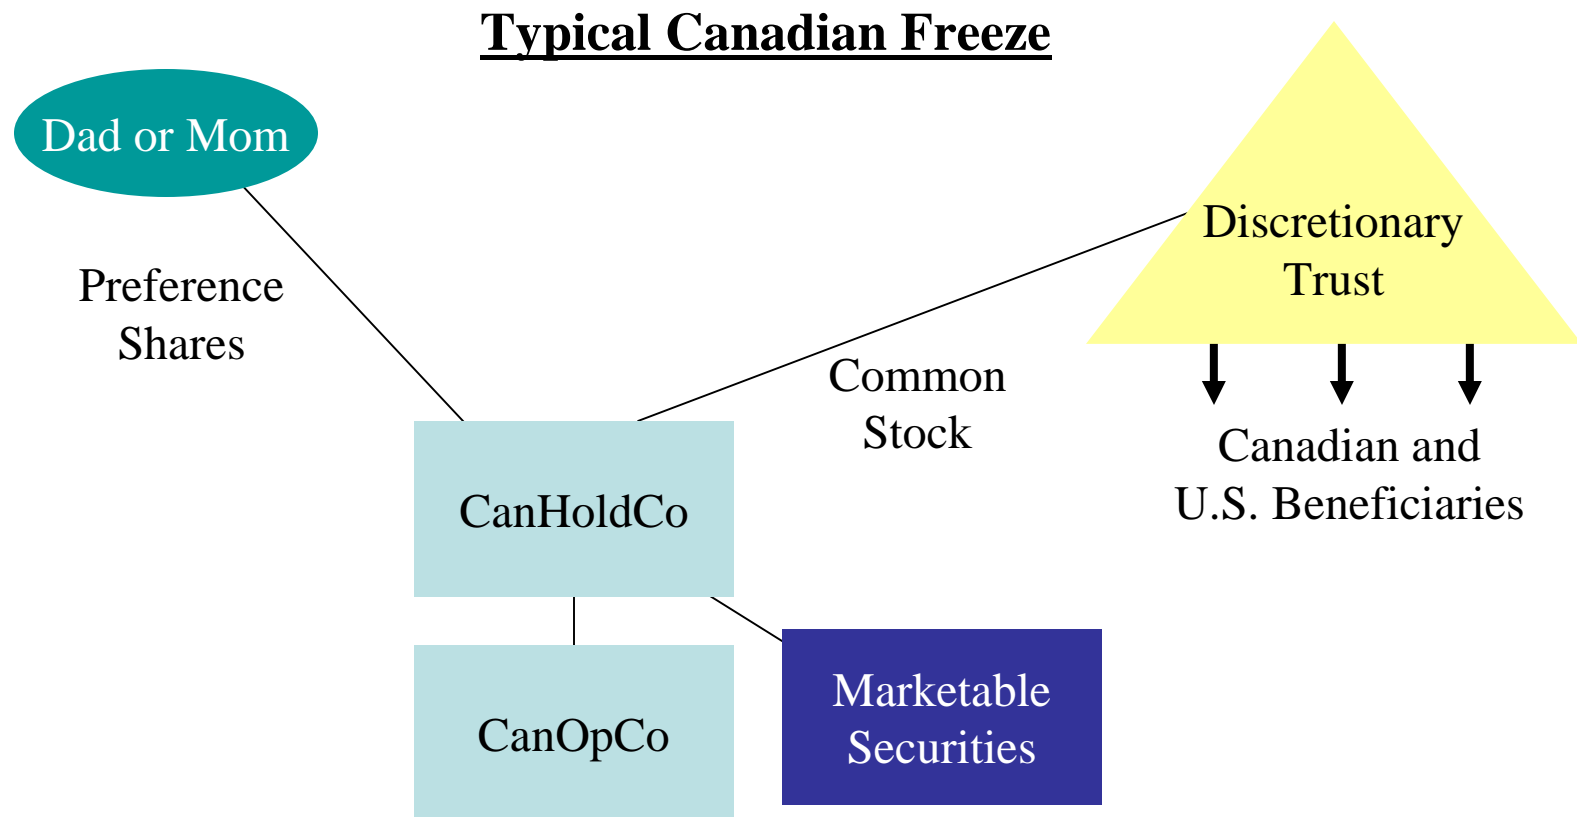 Typical Canadian Freeze
Dad or Mom
Preference
Shares
Discretionary
Trust
Common
Stock
Canadian and
U.S. Beneficiaries
CanHoldCo
CanOpCo
Marketable
Securities